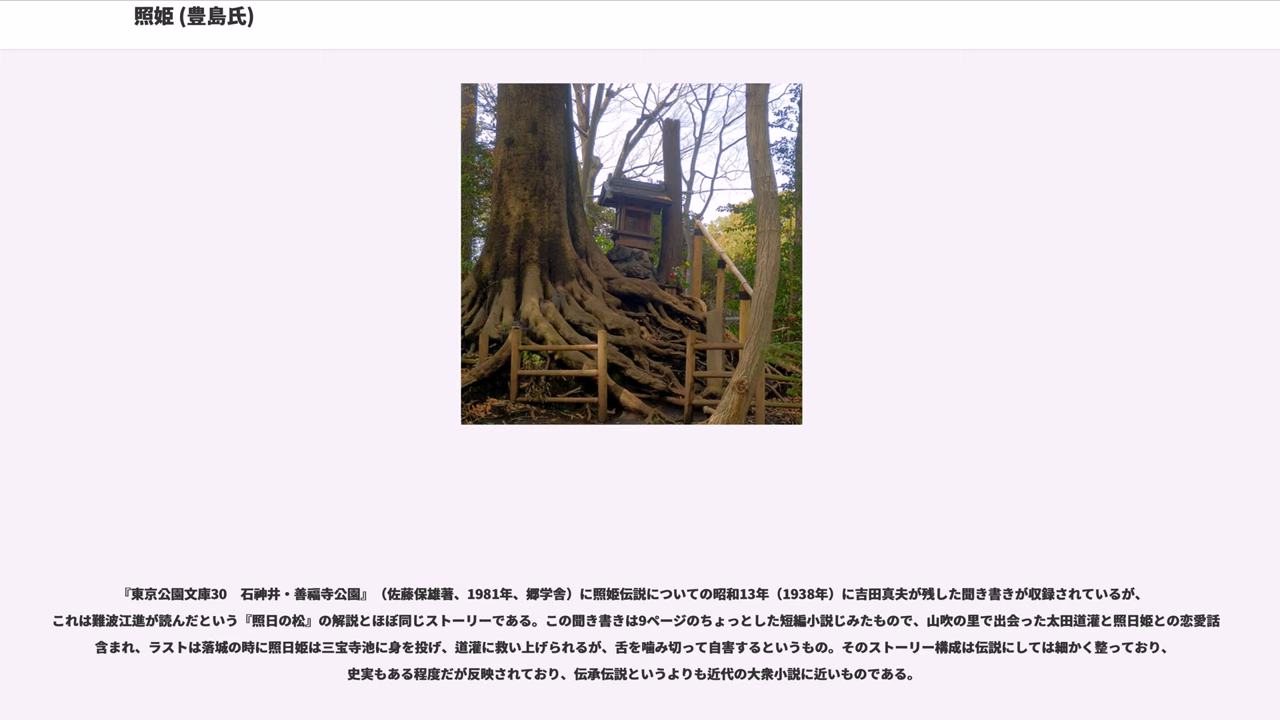 照姫 (豊島氏)
『東京公園文庫30　石神井・善福寺公園』（佐藤保雄著、1981年、郷学舎）に照姫伝説についての昭和13年（1938年）に吉田真夫が残した聞き書きが収録されているが、
これは難波江進が読んだという『照日の松』の解説とほぼ同じストーリーである。この聞き書きは9ページのちょっとした短編小説じみたもので、山吹の里で出会った太田道灌と照日姫との恋愛話
含まれ、ラストは落城の時に照日姫は三宝寺池に身を投げ、道灌に救い上げられるが、舌を噛み切って自害するというもの。そのストーリー構成は伝説にしては細かく整っており、
史実もある程度だが反映されており、伝承伝説というよりも近代の大衆小説に近いものである。